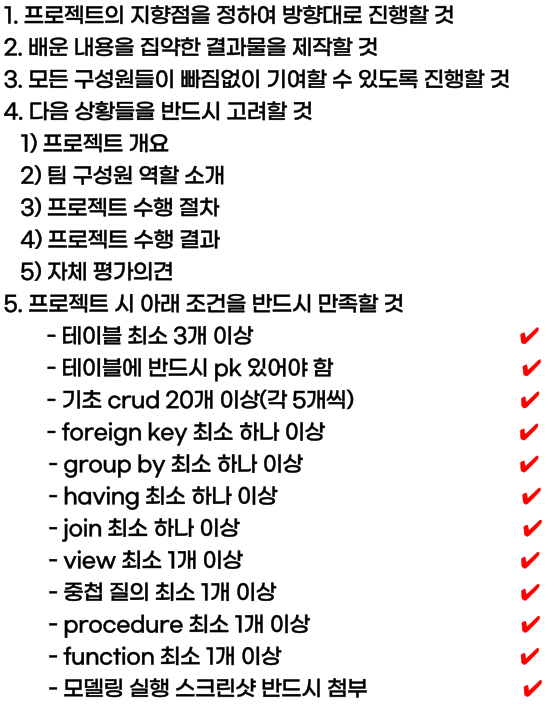 1. 프로젝트의 지향점을 정하여 방향대로 진행할 것
2. 배운 내용을 집약한 결과물을 제작할 것
3. 모든 구성원들이 빠짐없이 기여할 수 있도록 진행할 것
4. 다음 상황들을 반드시 고려할 것
1) 프로젝트 개요
2) 팀 구성원 역할 소개
3) 프로젝트 수행 절차
4) 프로젝트 수행 결과
5) 자체 평가의견
5. 프로젝트 시 아래 조건을 반드시 만족할 것
- 테이블 최소 3개 이상 ✔
- 테이블에 반드시 pk 있어야 함 ✔
- 기초 crud 20개 이상(각 5개씩) ✔
- foreign key 최소 하나 이상 ✔
- group by 최소 하나 이상 ✔
- having 최소 하나 이상 ✔
- join 최소 하나 이상 ✔
- view 최소 1개 이상 ✔
- 중첩 질의 최소 1개 이상 ✔
- procedure 최소 1개 이상 ✔
- function 최소 1개 이상 ✔
- 모델링 실행 스크린샷 반드시 첨부 ✔